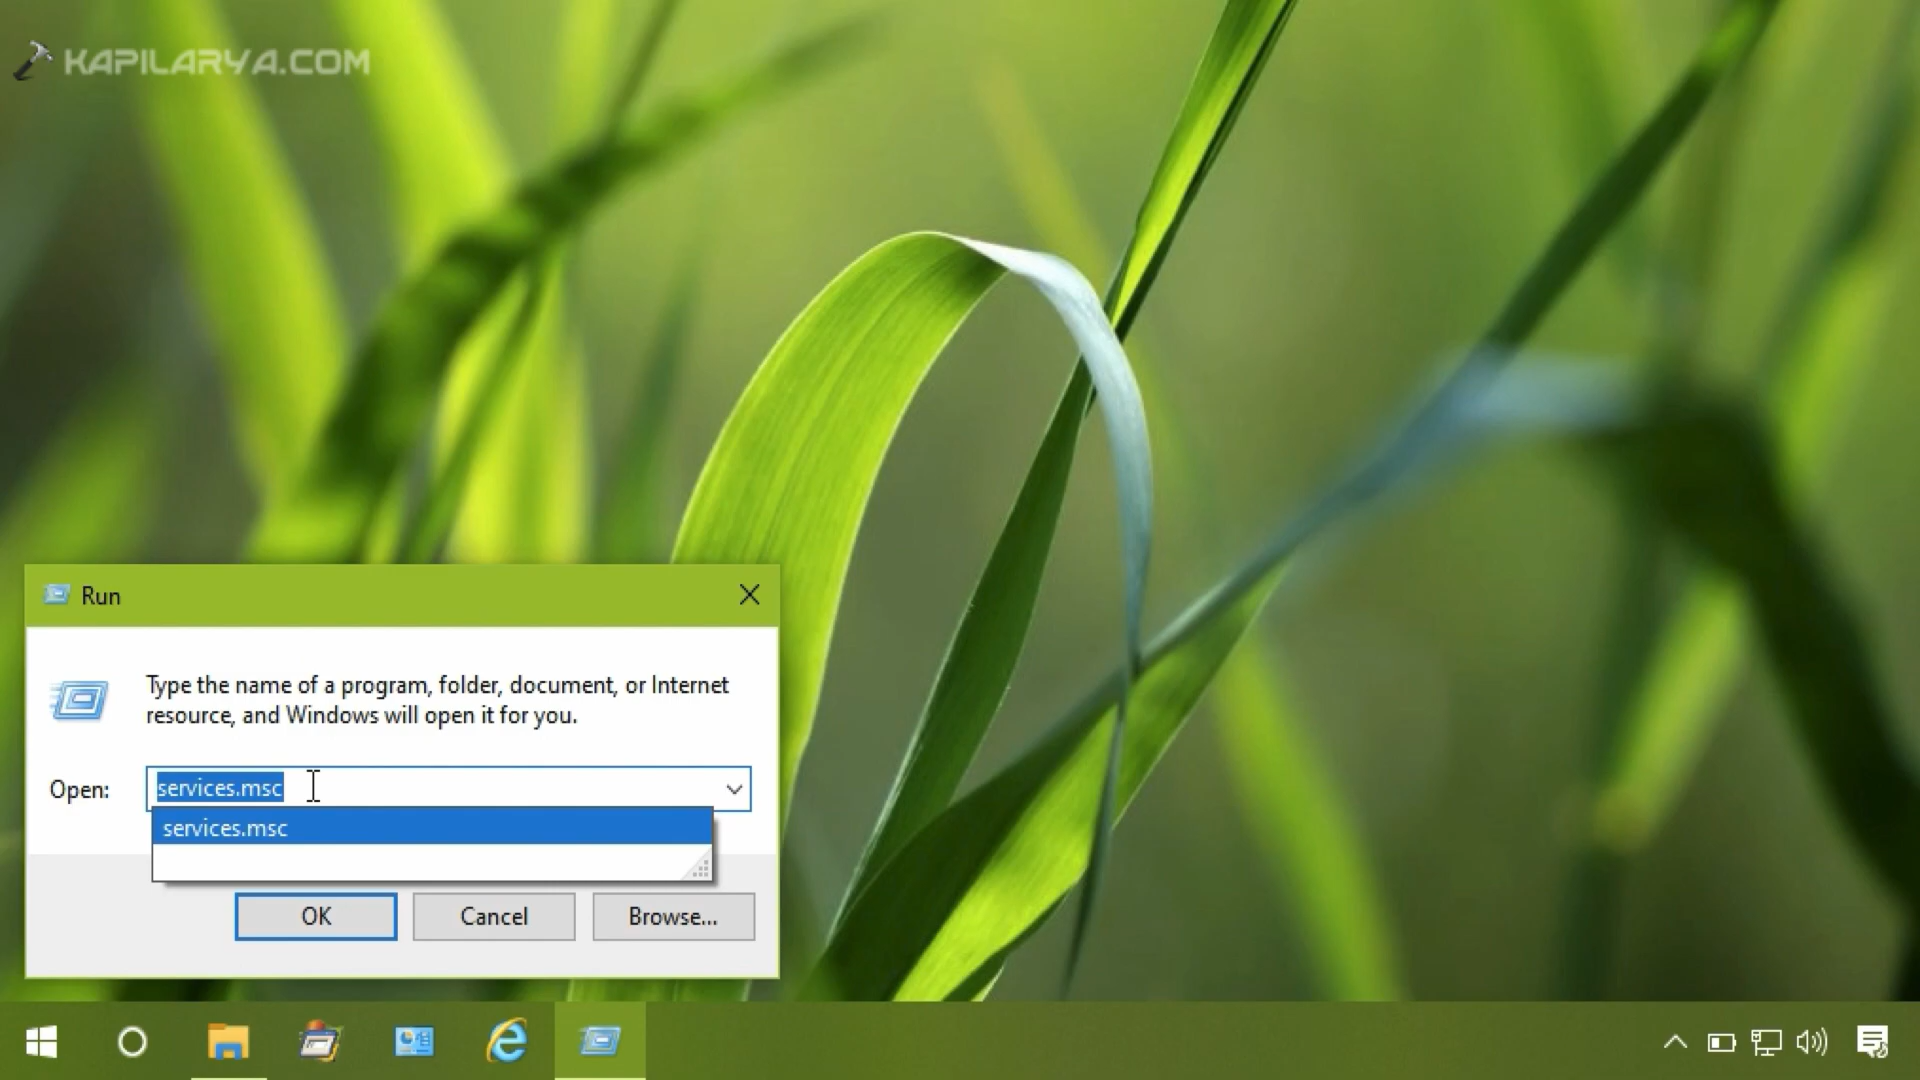 KAPILARYA.COM
Run
Type the name of a program, folder, document, or Internet
resource, and Windows will open it for you.
Open: services.msc
services.msc
OK Cancel Browse...